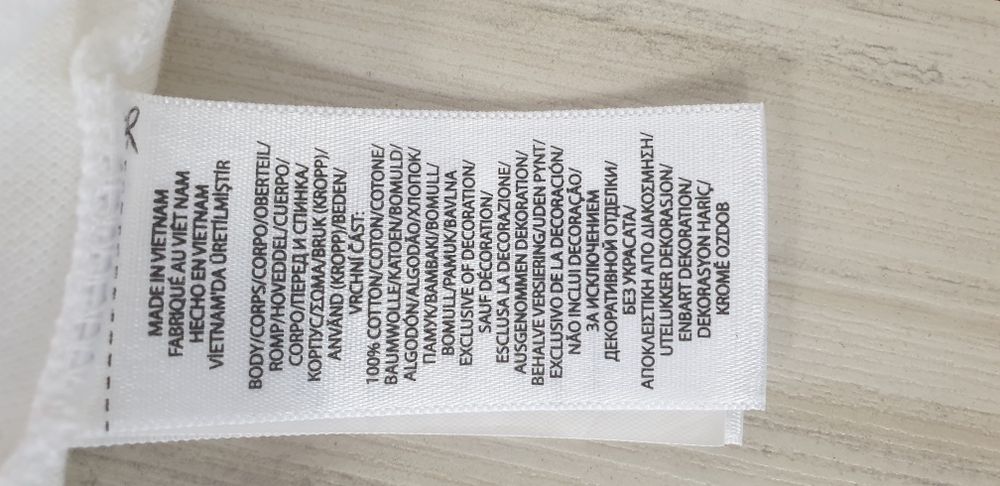 MADE IN VIETNAM
FABRIQUÉ AU VIÊT NAM
HECHO EN VIETNAM
VİETNAM'DA ÜRETİLMİŞTİR
BODY/CORPS/CORPO/OBERTEIL/
ROMP/HOVEDDEL/CUERPO/
CORPO/ПЕРЕД И СПИНКА/
КОРПУС/ΣΩΜΑ/BRUK (KROPP)/
ANVÄND (KROPP)/BEDEN/
VRCHNÍ ČÁST:
100% COTTON/COTON/COTONE/
BAUMWOLLE/KATOEN/BOMULD/
ALGODÓN/ALGODÃO/ХЛОПОК/
ПАМУК/ΒΑΜΒΑΚΙ/BOMULL/
BOMULL/PAMUK/BAVLNA
EXCLUSIVE OF DECORATION/
SAUF DÉCORATION/
ESCLUSA LA DECORAZIONE/
AUSGENOMMEN DEKORATION/
BEHALVE VERSIERING/UDEN PYNT/
EXCLUSIVO DE LA DECORACIÓN/
NÃO INCLUI DECORAÇÃO/
ЗА ИСКЛЮЧЕНИЕМ
ДЕКОРАТИВНОЙ ОТДЕЛКИ/
БЕЗ УКРАСАТА/
ΑΠΟΚΛΕΙΣΤΙΚΗ ΑΠΟ ΔΙΑΚΟΣΜΗΣΗ/
UTELUKKER DEKORASJON/
ENBART DEKORATION/
DEKORASYON HARİÇ/
KROMĚ OZDOB